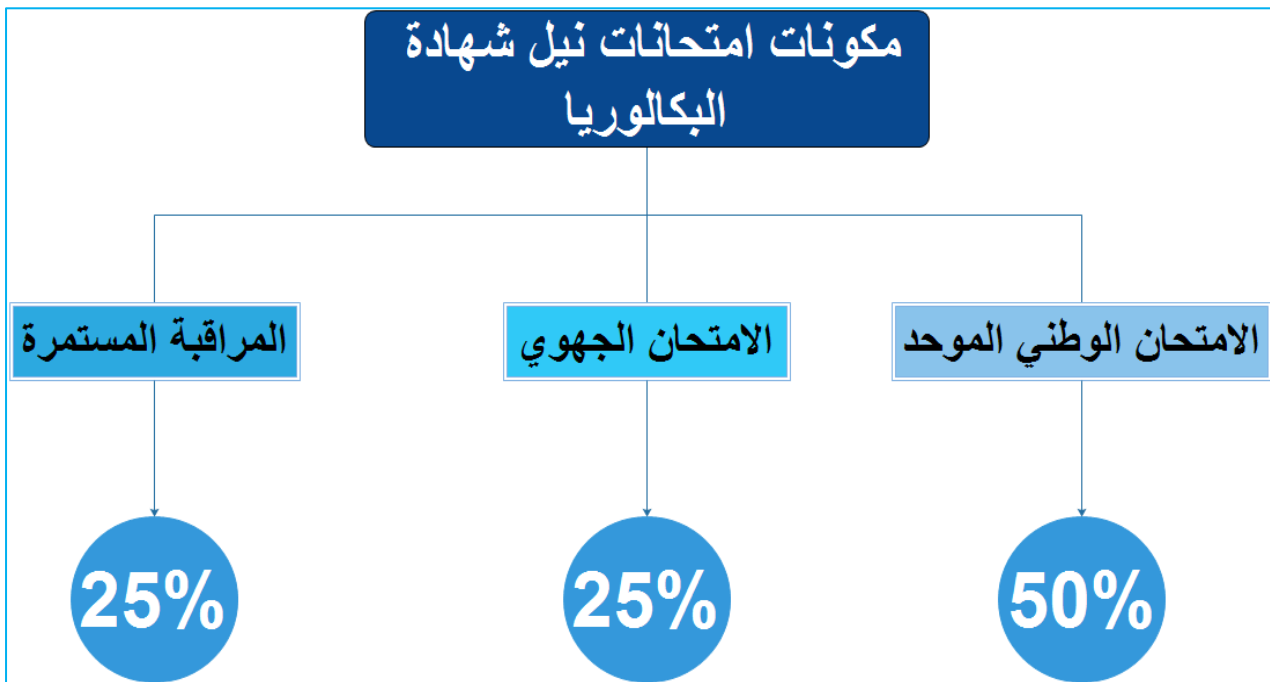 مكونات امتحانات نيل شهادة
البكالوريا
الامتحان الوطني الموحد
الامتحان الجهوي
المراقبة المستمرة
50%
25%
25%